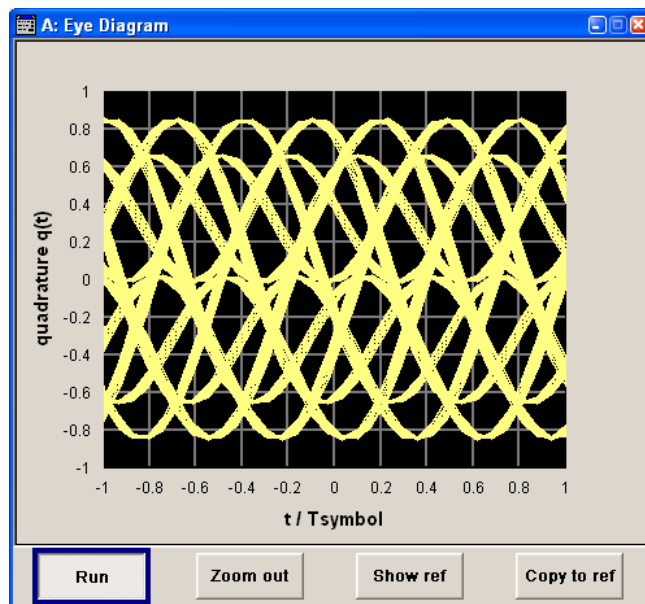 A: Eye Diagram
1
0.8
0.6
0.4
0.2
0
-0.2
-0.4
-0.6
-0.8
-1
quadrature q(t)
-1 -0.8 -0.6 -0.4 -0.2 0 0.2 0.4 0.6 0.8 1
t / Tsymbol
Run Zoom out Show ref Copy to ref